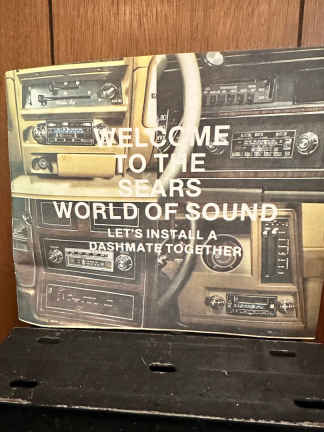 WELCOME
TO THE
SEARS
WORLD OF SOUND
LET'S INSTALL A
DASHMATE TOGETHER